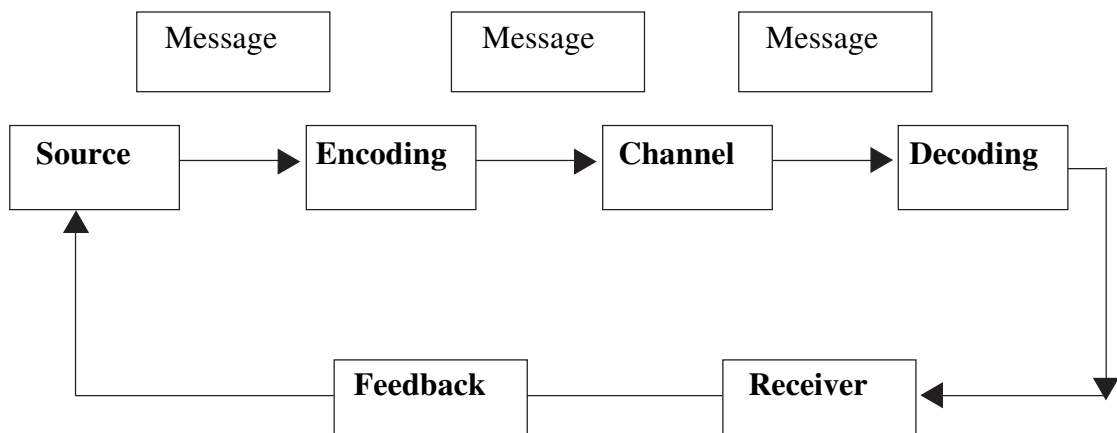 Message Message Message
Source Encoding Channel Decoding
Feedback Receiver